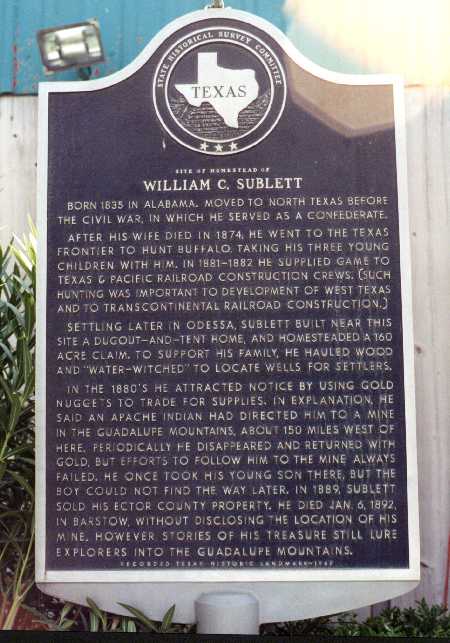 STATE HISTORICAL SURVEY COMMITTEE
TEXAS
SITE OF HOMESTEAD OF
WILLIAM C. SUBLETT
BORN 1835 IN ALABAMA. MOVED TO NORTH TEXAS BEFORE
THE CIVIL WAR, IN WHICH HE SERVED AS A CONFEDERATE.
AFTER HIS WIFE DIED IN 1874, HE WENT TO THE TEXAS
FRONTIER TO HUNT BUFFALO, TAKING HIS THREE YOUNG
CHILDREN WITH HIM. IN 1881-1882 HE SUPPLIED GAME TO
TEXAS & PACIFIC RAILROAD CONSTRUCTION CREWS. (SUCH
HUNTING WAS IMPORTANT TO DEVELOPMENT OF WEST TEXAS
AND TO TRANSCONTINENTAL RAILROAD CONSTRUCTION.)
SETTLING LATER IN ODESSA, SUBLETT BUILT NEAR THIS
SITE A DUGOUT-AND-TENT HOME, AND HOMESTEADED A 160
ACRE CLAIM. TO SUPPORT HIS FAMILY, HE HAULED WOOD
AND "WATER-WITCHED" TO LOCATE WELLS FOR SETTLERS.
IN THE 1880'S HE ATTRACTED NOTICE BY USING GOLD
NUGGETS TO TRADE FOR SUPPLIES. IN EXPLANATION, HE
SAID AN APACHE INDIAN HAD DIRECTED HIM TO A MINE
IN THE GUADALUPE MOUNTAINS, ABOUT 150 MILES WEST OF
HERE. PERIODICALLY HE DISAPPEARED AND RETURNED WITH
GOLD, BUT EFFORTS TO FOLLOW HIM TO THE MINE ALWAYS
FAILED. HE ONCE TOOK HIS YOUNG SON THERE, BUT THE
BOY COULD NOT FIND THE WAY LATER. IN 1889, SUBLETT
SOLD HIS ECTOR COUNTY PROPERTY. HE DIED JAN. 6, 1892,
IN BARSTOW, WITHOUT DISCLOSING THE LOCATION OF HIS
MINE. HOWEVER STORIES OF HIS TREASURE STILL LURE
EXPLORERS INTO THE GUADALUPE MOUNTAINS.
RECORDED TEXAS HISTORIC LANDMARK